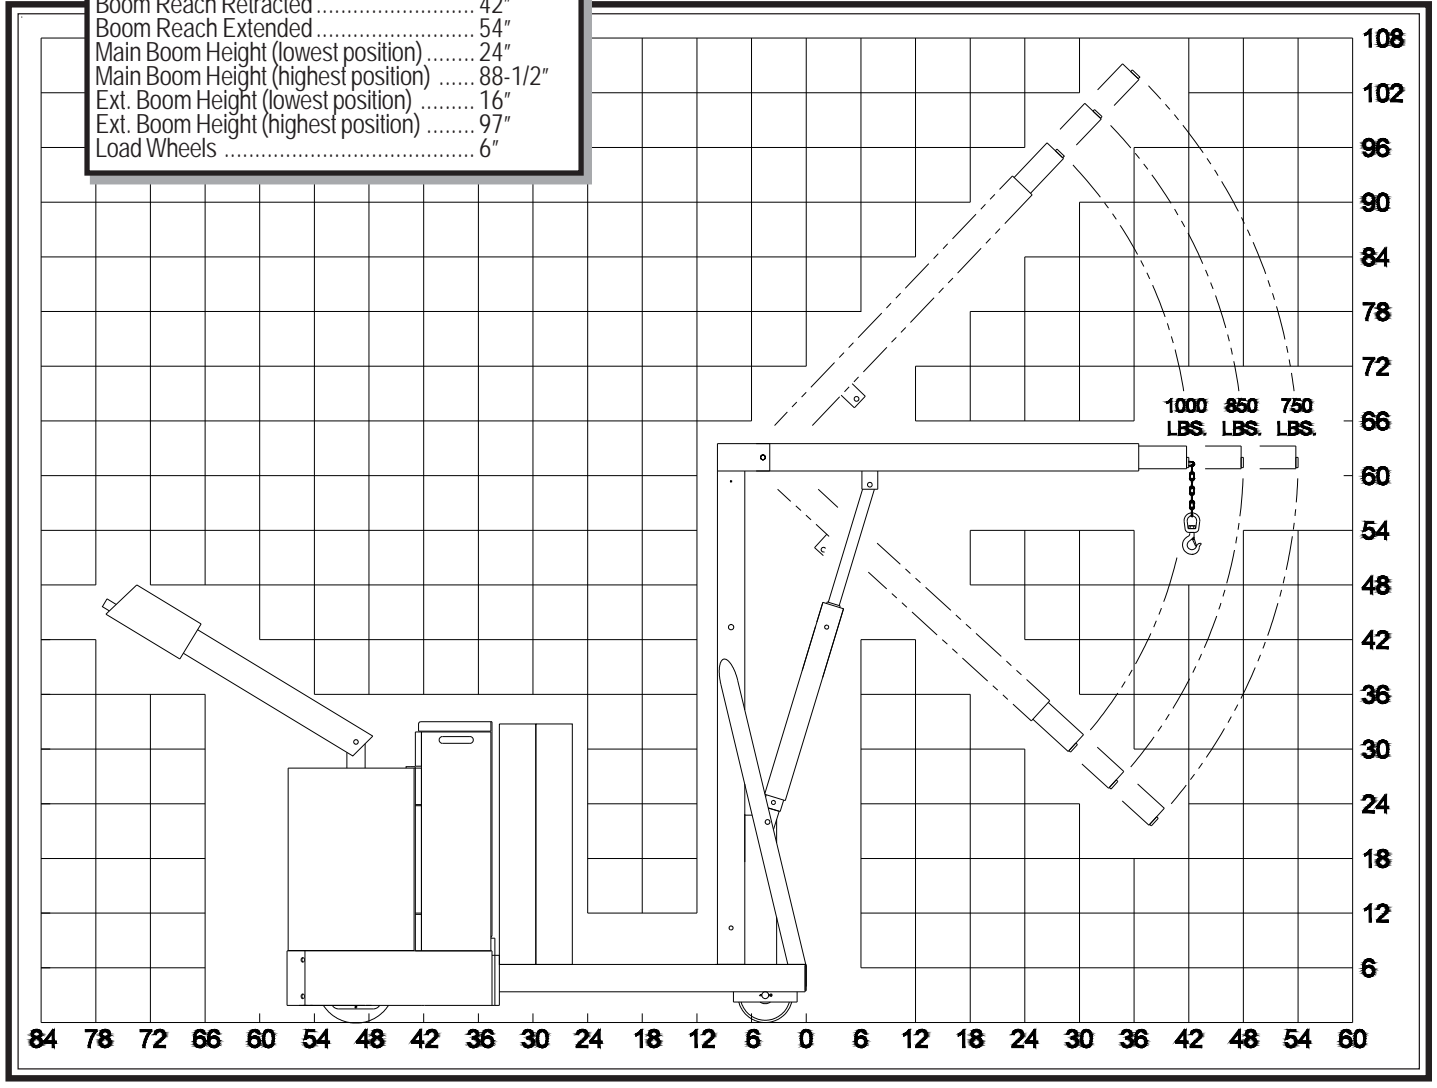 Boom Reach Retracted .......................... 42"
Boom Reach Extended .......................... 54"
Main Boom Height (lowest position) ........ 24"
Main Boom Height (highest position) ...... 88-1/2"
Ext. Boom Height (lowest position) ......... 16"
Ext. Boom Height (highest position) ........ 97"
Load Wheels ......................................... 6"
108
102
96
90
84
78
72
1000 850 750
LBS. LBS. LBS.
66
60
54
48
42
36
30
24
18
12
6
84 78 72 66 60 54 48 42 36 30 24 18 12 6 0 6 12 18 24 30 36 42 48 54 60